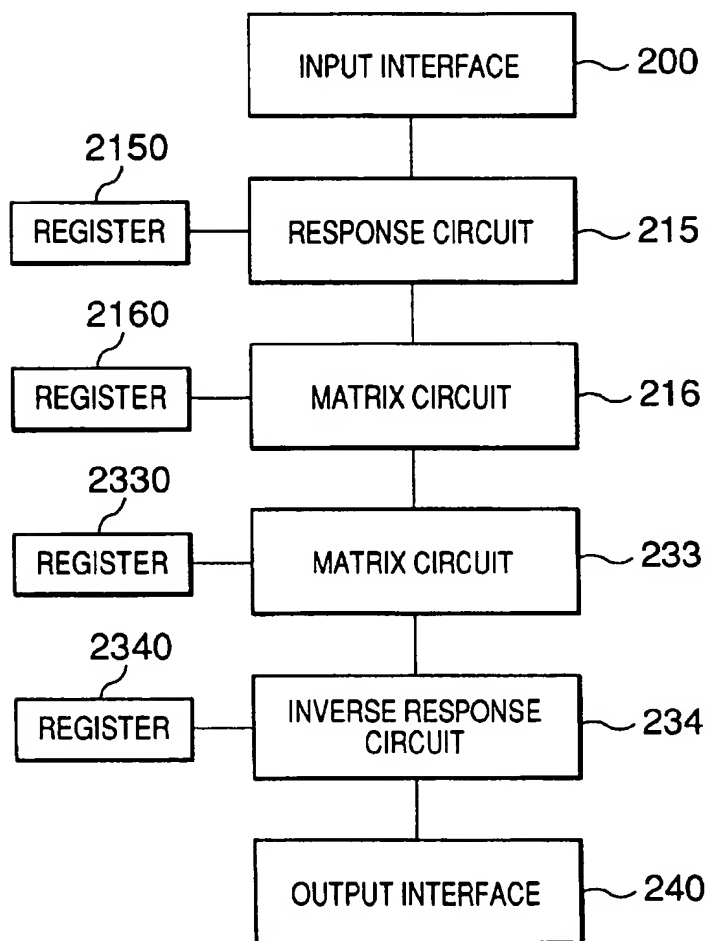 INPUT INTERFACE
200
2150
REGISTER
RESPONSE CIRCUIT
215
2160
REGISTER
MATRIX CIRCUIT
216
2330
REGISTER
MATRIX CIRCUIT
233
2340
REGISTER
INVERSE RESPONSE
CIRCUIT
234
OUTPUT INTERFACE
240